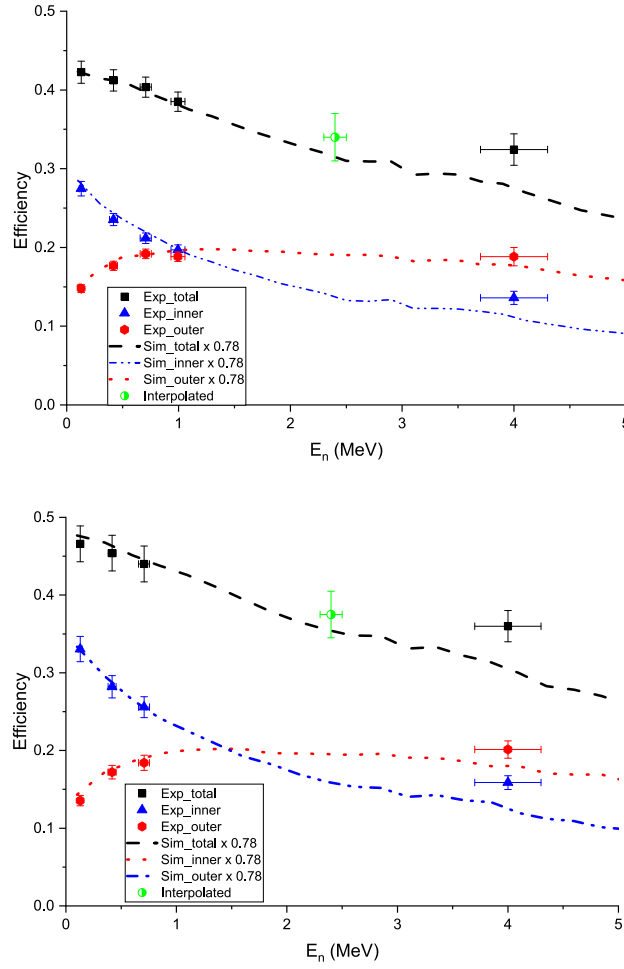 0.5
0.4
0.3
0.2
0.1
0.0
Efficiency
Exp_total
Exp_inner
Exp_outer
Sim_total x 0.78
Sim_inner x 0.78
Sim_outer x 0.78
Interpolated
0 1 2 3 4 5
E_n (MeV)
0.5
0.4
0.3
0.2
0.1
0.0
Efficiency
Exp_total
Exp_inner
Exp_outer
Sim_total x 0.78
Sim_inner x 0.78
Sim_outer x 0.78
Interpolated
0 1 2 3 4 5
E_n (MeV)